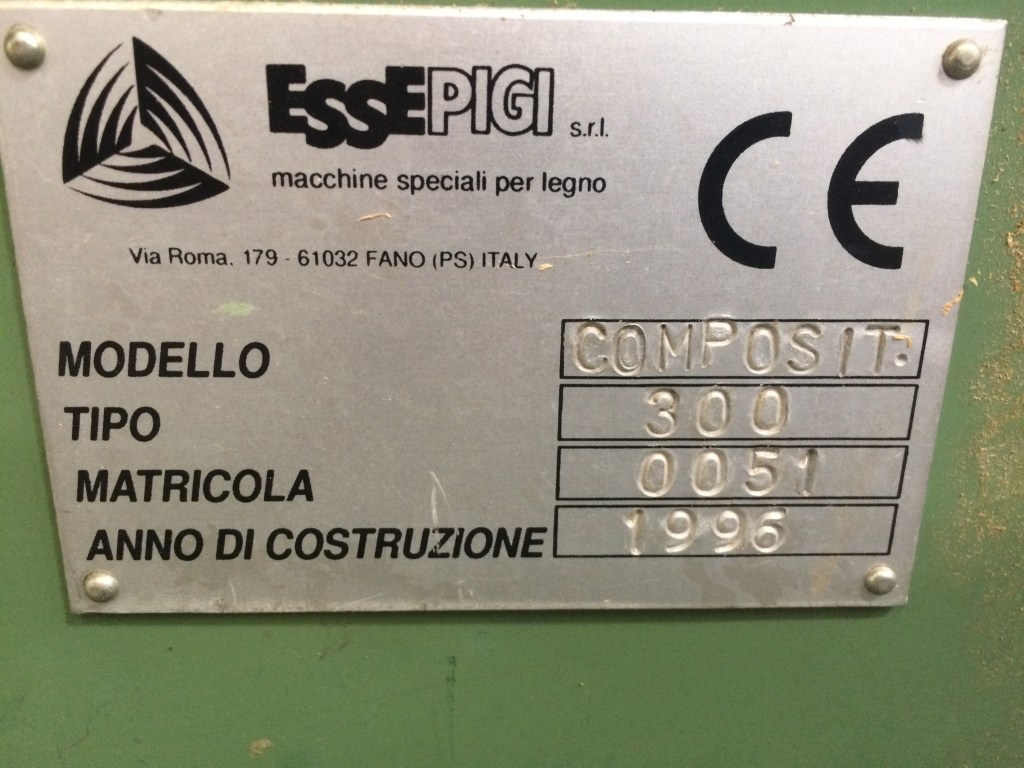 ESSEPIGI s.r.l.
macchine speciali per legno
CE
Via Roma, 179 - 61032 FANO (PS) ITALY
MODELLO COMPOSIT.
TIPO 300
MATRICOLA 0051
ANNO DI COSTRUZIONE 1996